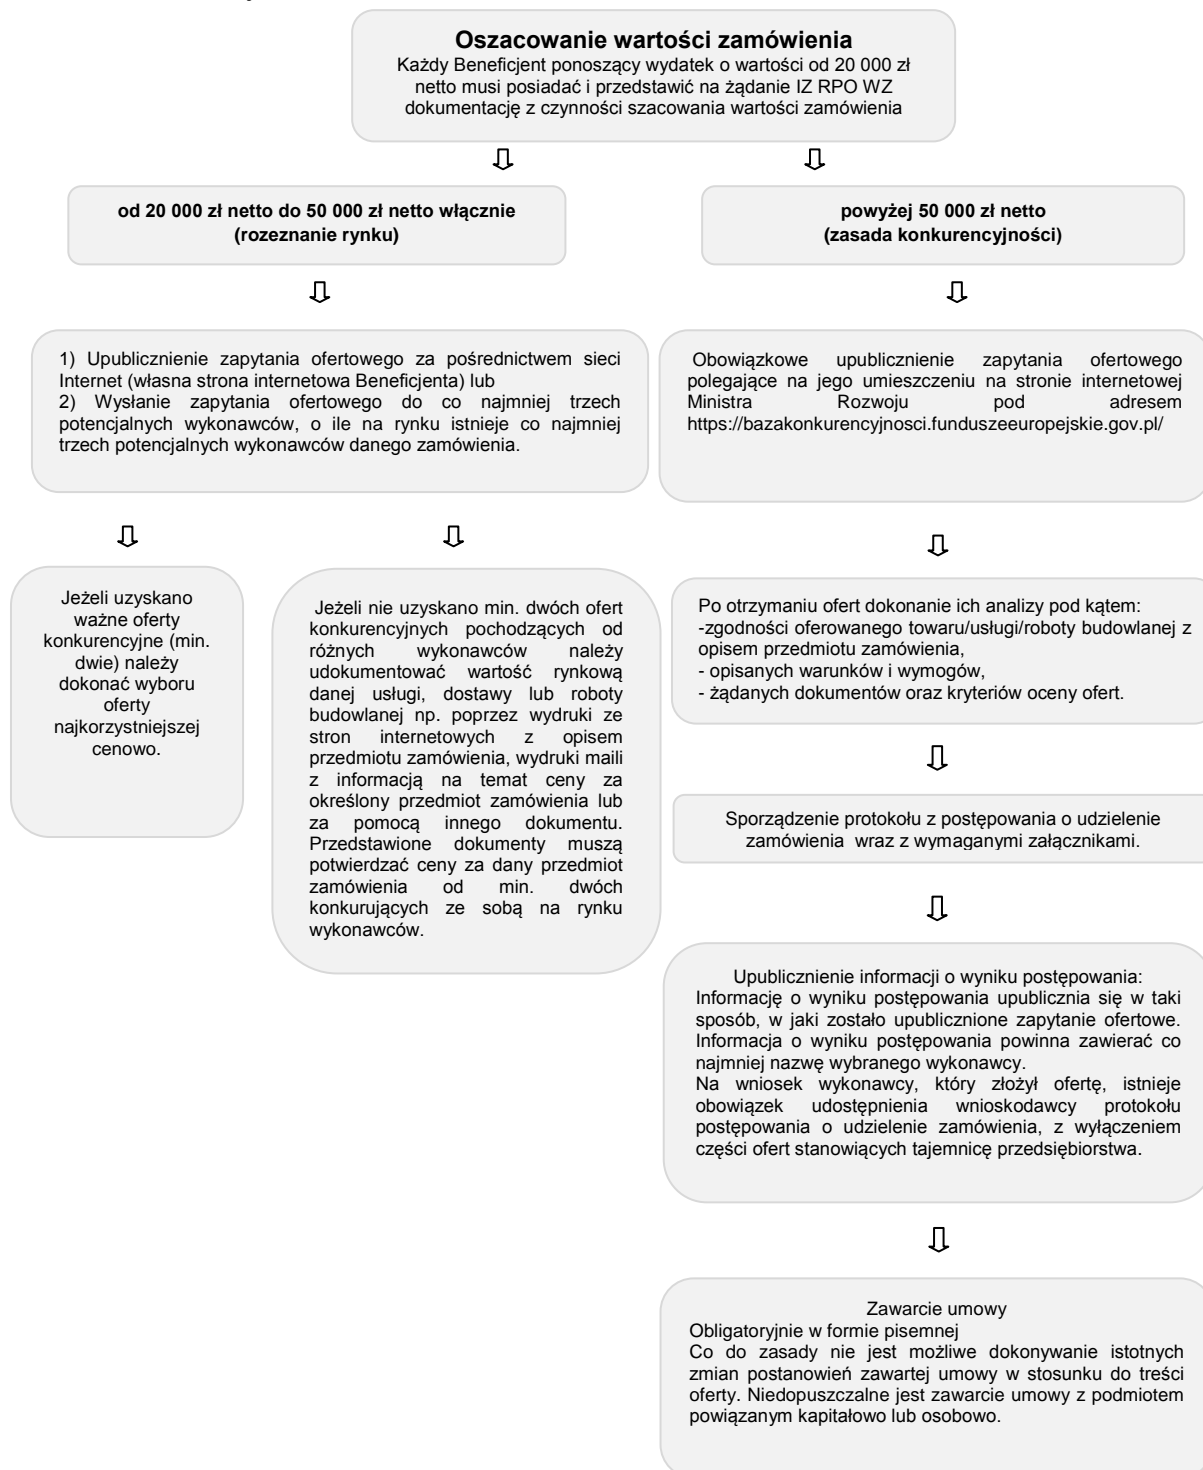 Oszacowanie wartości zamówienia
Każdy Beneficjent ponoszący wydatek o wartości od 20 000 zł
netto musi posiadać i przedstawić na żądanie IZ RPO WZ
dokumentację z czynności szacowania wartości zamówienia
od 20 000 zł netto do 50 000 zł netto włącznie
(rozeznanie rynku)
powyżej 50 000 zł netto
(zasada konkurencyjności)
1) Upublicznienie zapytania ofertowego za pośrednictwem sieci
Internet (własna strona internetowa Beneficjenta) lub
2) Wysłanie zapytania ofertowego do co najmniej trzech
potencjalnych wykonawców, o ile na rynku istnieje co najmniej
trzech potencjalnych wykonawców danego zamówienia.
Obowiązkowe upublicznienie zapytania ofertowego
polegające na jego umieszczeniu na stronie internetowej
Ministra Rozwoju pod adresem
https://bazakonkurencyjnosci.funduszeeuropejskie.gov.pl/
Jeżeli uzyskano
ważne oferty
konkurencyjne (min.
dwie) należy
dokonać wyboru
oferty
najkorzystniejszej
cenowo.
Jeżeli nie uzyskano min. dwóch ofert
konkurencyjnych pochodzących od
różnych wykonawców należy
udokumentować wartość rynkową
danej usługi, dostawy lub roboty
budowlanej np. poprzez wydruki ze
stron internetowych z opisem
przedmiotu zamówienia, wydruki maili
z informacją na temat ceny za
określony przedmiot zamówienia lub
za pomocą innego dokumentu.
Przedstawione dokumenty muszą
potwierdzać ceny za dany przedmiot
zamówienia od min. dwóch
konkurujących ze sobą na rynku
wykonawców.
Po otrzymaniu ofert dokonanie ich analizy pod kątem:
-zgodności oferowanego towaru/usługi/roboty budowlanej z
opisem przedmiotu zamówienia,
- opisanych warunków i wymogów,
- żądanych dokumentów oraz kryteriów oceny ofert.
Sporządzenie protokołu z postępowania o udzielenie
zamówienia wraz z wymaganymi załącznikami.
Upublicznienie informacji o wyniku postępowania:
Informację o wyniku postępowania upublicznia się w taki
sposób, w jaki zostało upublicznione zapytanie ofertowe.
Informacja o wyniku postępowania powinna zawierać co
najmniej nazwę wybranego wykonawcy.
Na wniosek wykonawcy, który złożył ofertę, istnieje
obowiązek udostępnienia wnioskodawcy protokołu
postępowania o udzielenie zamówienia, z wyłączeniem
części ofert stanowiących tajemnicę przedsiębiorstwa.
Zawarcie umowy
Obligatoryjnie w formie pisemnej
Co do zasady nie jest możliwe dokonywanie istotnych
zmian postanowień zawartej umowy w stosunku do treści
oferty. Niedopuszczalne jest zawarcie umowy z podmiotem
powiązanym kapitałowo lub osobowo.